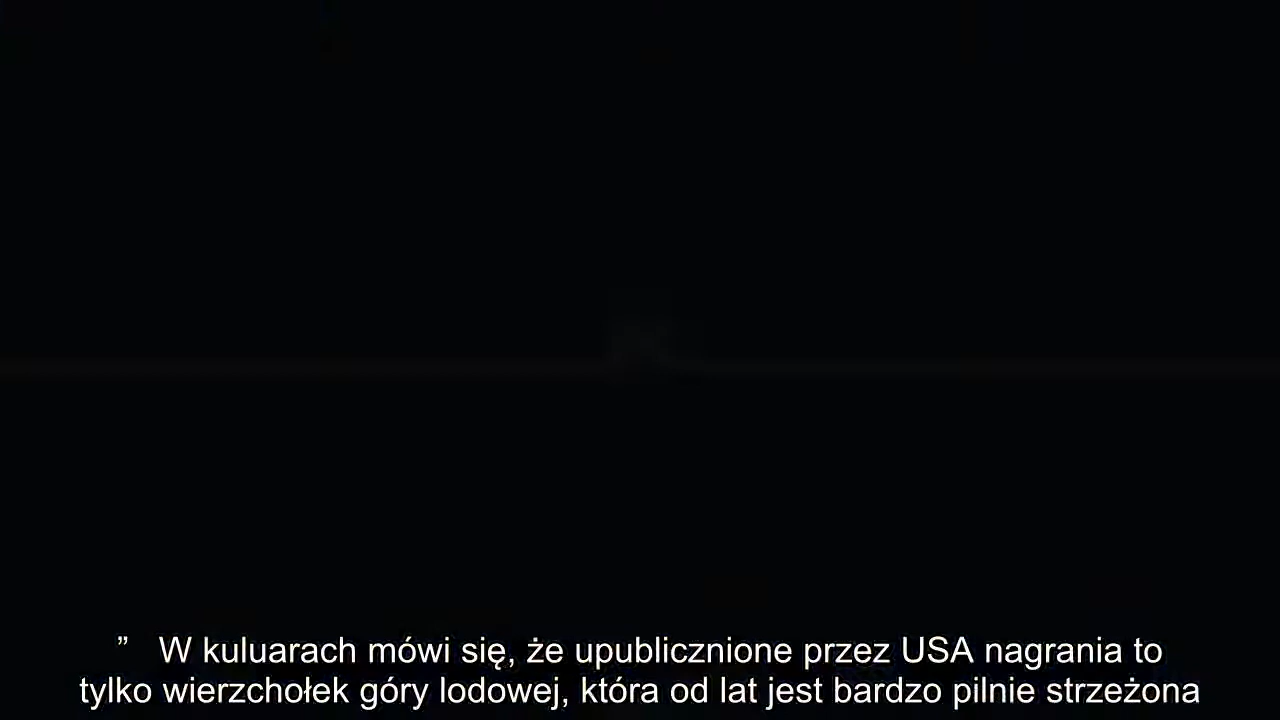 ” W kuluarach mówi się, że upublicznione przez USA nagrania to
tylko wierzchołek góry lodowej, która od lat jest bardzo pilnie strzeżona